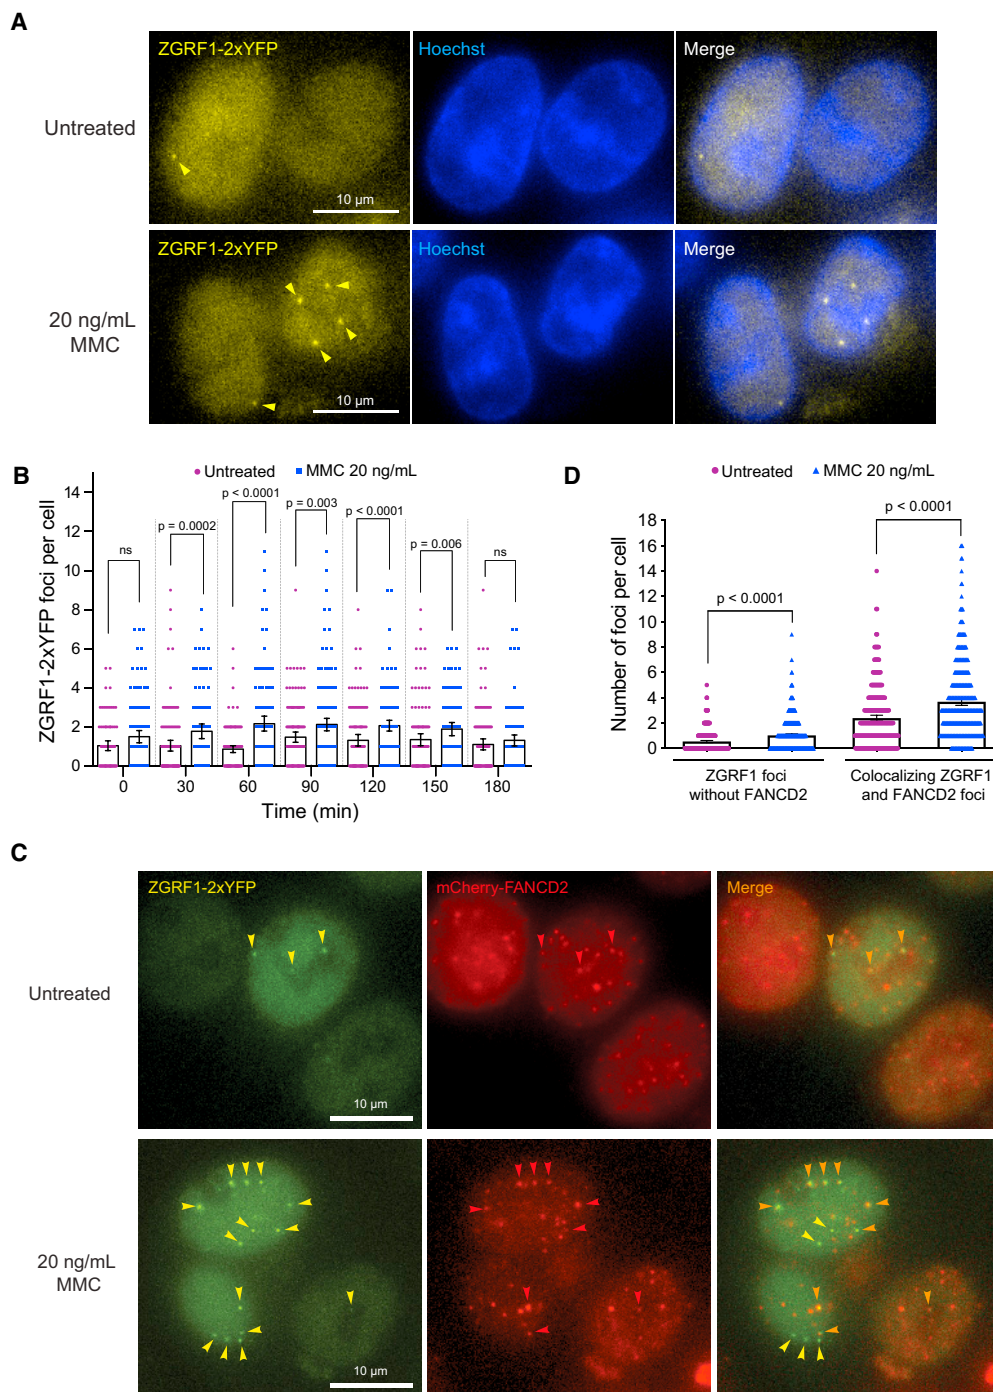 A
ZGRF1-2xYFP
Hoechst
Merge
Untreated
10 µm
ZGRF1-2xYFP
Hoechst
Merge
20 ng/mL
MMC
10 µm
B
Untreated
MMC 20 ng/mL
ZGRF1-2xYFP foci per cell
14
12
10
8
6
4
2
0
ns
p = 0.0002
p < 0.0001
p = 0.003
p < 0.0001
p = 0.006
ns
0
30
60
90
120
150
180
Time (min)
D
Untreated
MMC 20 ng/mL
Number of foci per cell
18
16
14
12
10
8
6
4
2
0
p < 0.0001
p < 0.0001
ZGRF1 foci
without FANCD2
Colocalizing ZGRF1
and FANCD2 foci
C
ZGRF1-2xYFP
mCherry-FANCD2
Merge
Untreated
10 µm
20 ng/mL
MMC
10 µm